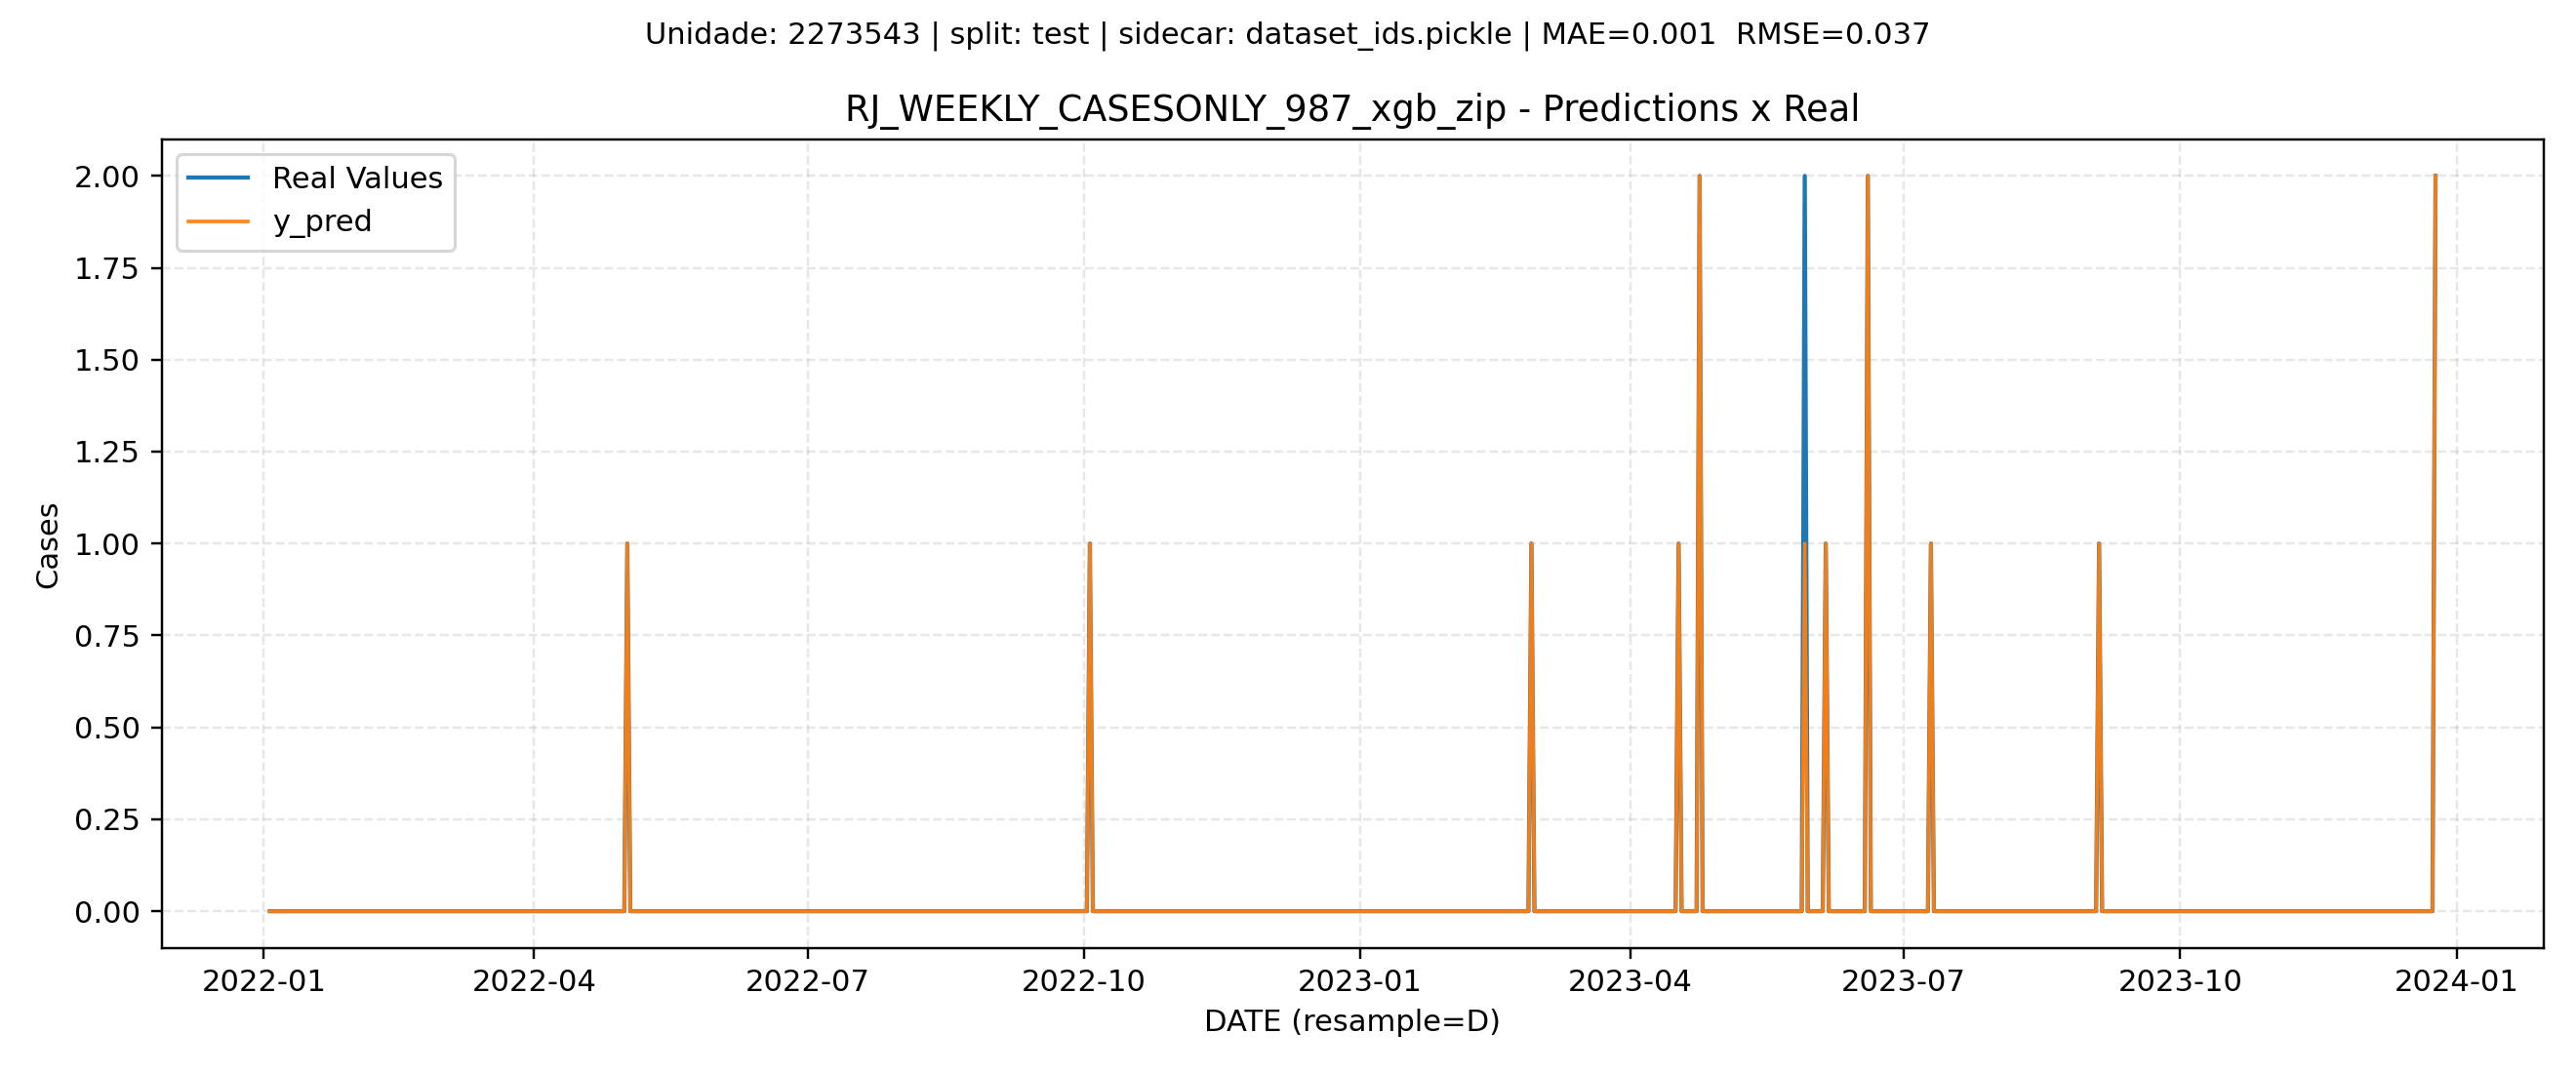 Unidade: 2273543 | split: test | sidecar: dataset_ids.pickle | MAE=0.001  RMSE=0.037
RJ_WEEKLY_CASESONLY_987_xgb_zip - Predictions x Real
Real Values
y_pred
2.00
1.75
1.50
1.25
1.00
0.75
0.50
0.25
0.00
Cases
2022-01 2022-04 2022-07 2022-10 2023-01 2023-04 2023-07 2023-10 2024-01
DATE (resample=D)